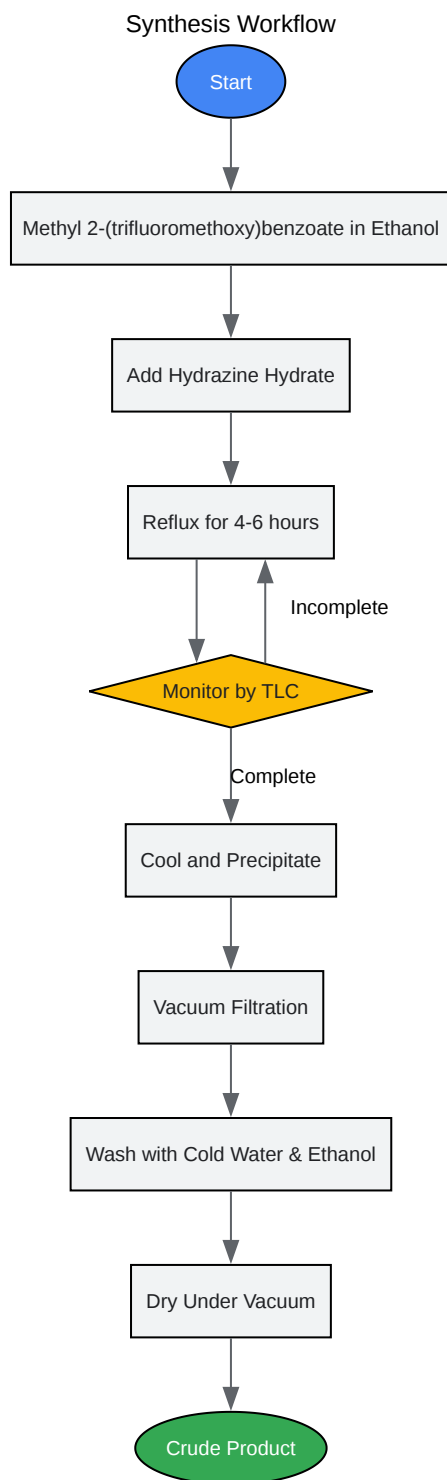 Synthesis Workflow
Start
Methyl 2-(trifluoromethoxy)benzoate in Ethanol
Add Hydrazine Hydrate
Reflux for 4-6 hours
Incomplete
Monitor by TLC
Complete
Cool and Precipitate
Vacuum Filtration
Wash with Cold Water & Ethanol
Dry Under Vacuum
Crude Product